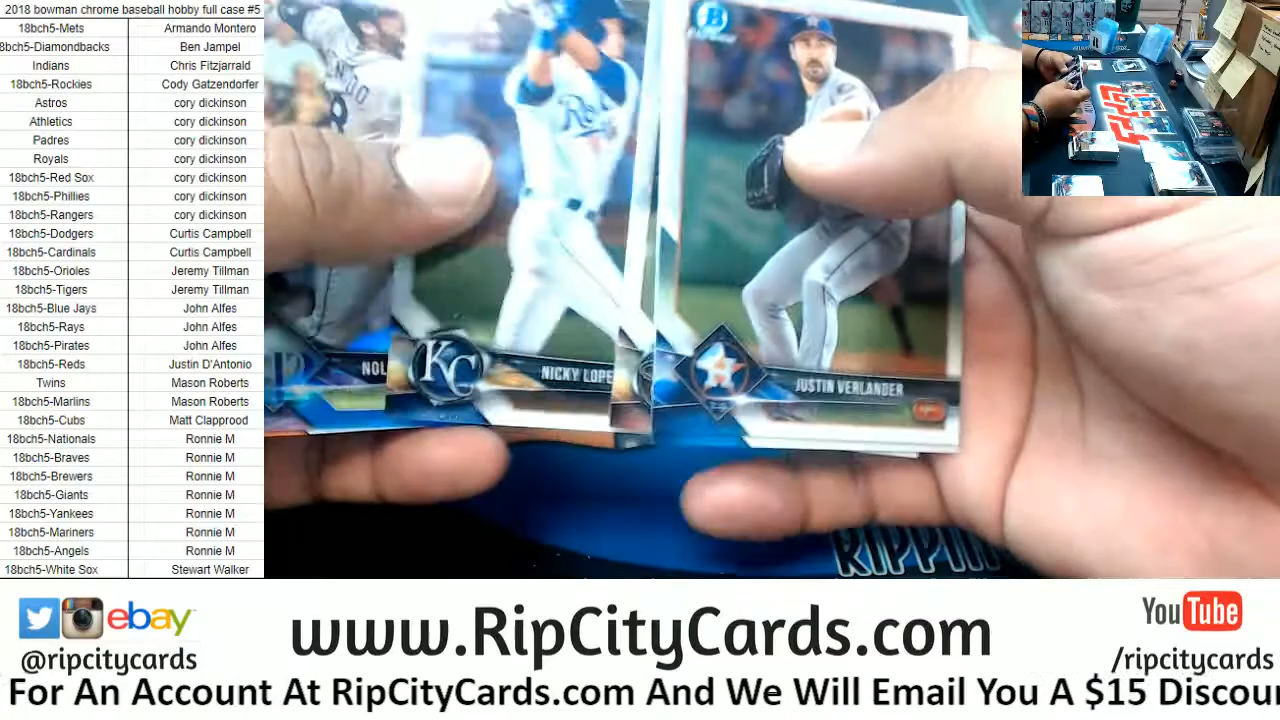 2018 bowman chrome baseball hobby full case #5
18bch5-Mets Armando Montero
8bch5-Diamondbacks Ben Jampel
Indians Chris Fitzjarrald
18bch5-Rockies Cody Gatzendorfer
Astros cory dickinson
Athletics cory dickinson
Padres cory dickinson
Royals cory dickinson
18bch5-Red Sox cory dickinson
18bch5-Phillies cory dickinson
18bch5-Rangers cory dickinson
18bch5-Dodgers Curtis Campbell
18bch5-Cardinals Curtis Campbell
18bch5-Orioles Jeremy Tillman
18bch5-Tigers Jeremy Tillman
18bch5-Blue Jays John Alfes
18bch5-Rays John Alfes
18bch5-Pirates John Alfes
18bch5-Reds Justin D'Antonio
Twins Mason Roberts
18bch5-Marlins Mason Roberts
18bch5-Cubs Matt Clapprood
18bch5-Nationals Ronnie M
18bch5-Braves Ronnie M
18bch5-Brewers Ronnie M
18bch5-Giants Ronnie M
18bch5-Yankees Ronnie M
18bch5-Mariners Ronnie M
18bch5-Angels Ronnie M
18bch5-White Sox Stewart Walker
B
NOL
KC
NICKY LOPE
H
JUSTIN VERLANDER
RIPPIN
ebay
@ripcitycards
www.RipCityCards.com
YouTube
/ripcitycards
For An Account At RipCityCards.com And We Will Email You A $15 Discou